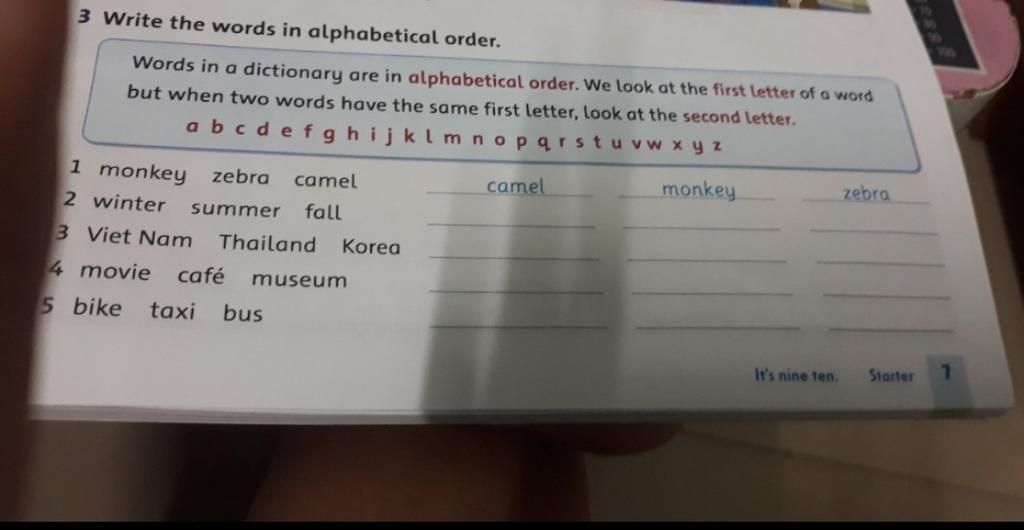 3 Write the words in alphabetical order.
Words in a dictionary are in alphabetical order. We look at the first letter of a word
but when two words have the same first letter, look at the second letter.
a b c d e f g h i j k l m n o p q r s t u v w x y z
1 monkey zebra camel camel monkey zebra
2 winter summer fall
3 Viet Nam Thailand Korea
4 movie café museum
5 bike taxi bus
It's nine ten. Starter 7